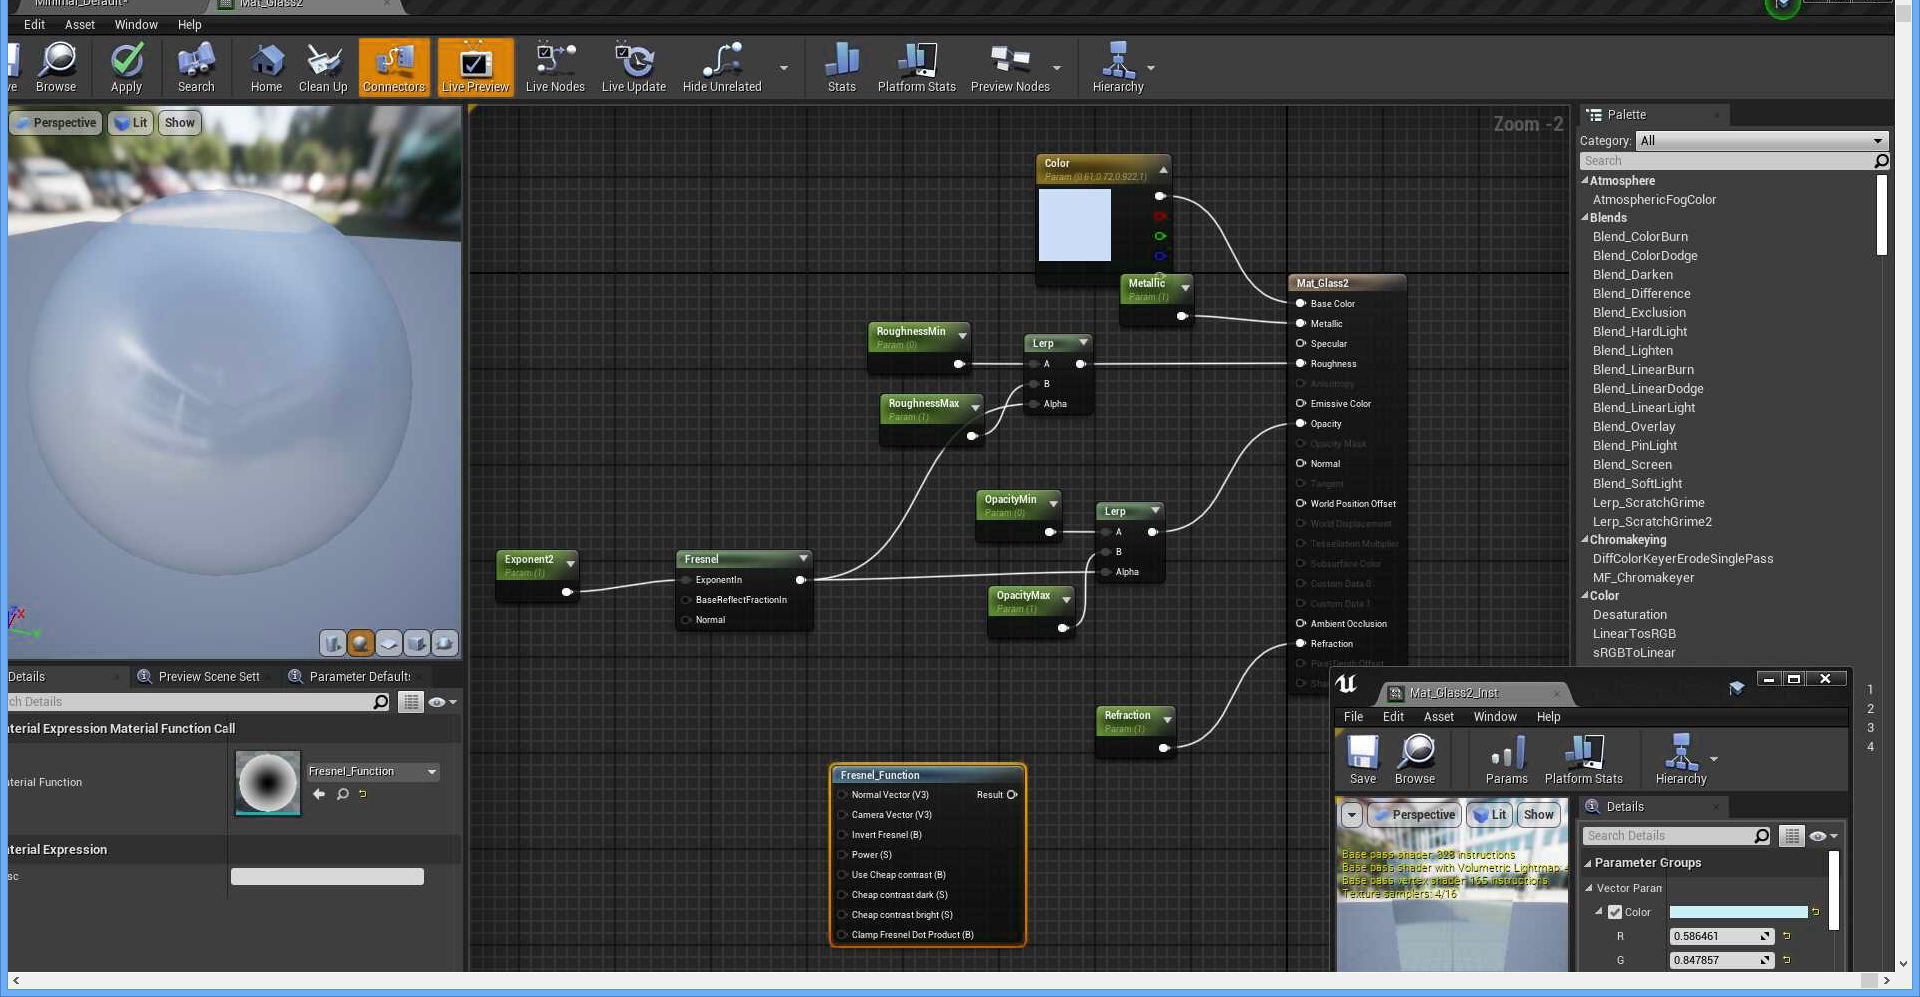 Minimal_Default*
Mat_Glass2
Edit Asset Window Help
ve Browse Apply Search Home Clean Up Connectors Live Preview Live Nodes Live Update Hide Unrelated Stats Platform Stats Preview Nodes Hierarchy
Perspective Lit Show
Zoom -2
Palette
Category: All
Search
Atmosphere
AtmosphericFogColor
Blends
Blend_ColorBurn
Blend_ColorDodge
Blend_Darken
Blend_Difference
Blend_Exclusion
Blend_HardLight
Blend_Lighten
Blend_LinearBurn
Blend_LinearDodge
Blend_LinearLight
Blend_Overlay
Blend_PinLight
Blend_Screen
Blend_SoftLight
Lerp_ScratchGrime
Lerp_ScratchGrime2
Chromakeying
DiffColorKeyerErodeSinglePass
MF_Chromakeyer
Color
Desaturation
LinearTosRGB
sRGBToLinear
Color
Param (0.61,0.72,0.922,1)
Metallic
Param (1)
RoughnessMin
Param (0)
RoughnessMax
Param (1)
Lerp
A
B
Alpha
OpacityMin
Param (0)
OpacityMax
Param (1)
Lerp
A
B
Alpha
Exponent2
Param (1)
Fresnel
ExponentIn
BaseReflectFractionIn
Normal
Refraction
Param (1)
Mat_Glass2
Base Color
Metallic
Specular
Roughness
Anisotropy
Emissive Color
Opacity
Opacity Mask
Normal
Tangent
World Position Offset
World Displacement
Tessellation Multiplier
Subsurface Color
Custom Data 0
Custom Data 1
Ambient Occlusion
Refraction
Pixel Depth Offset
Fresnel_Function
Normal Vector (V3) Result
Camera Vector (V3)
Invert Fresnel (B)
Power (S)
Use Cheap contrast (B)
Cheap contrast dark (S)
Cheap contrast bright (S)
Clamp Fresnel Dot Product (B)
Details Preview Scene Sett Parameter Default
ch Details
terial Expression Material Function Call
aterial Function Fresnel_Function
terial Expression
sc
Mat_Glass2_Inst
File Edit Asset Window Help
Save Browse Params Platform Stats Hierarchy
Perspective Lit Show
Base pass shader: 328 instructions
Base pass shader with Volumetric Lightmap:
Base pass vertex shader: 165 instructions
Texture samplers: 4/16
Details
Search Details
Parameter Groups
Vector Param
Color
R 0.586461
G 0.847857
1
2
3
4